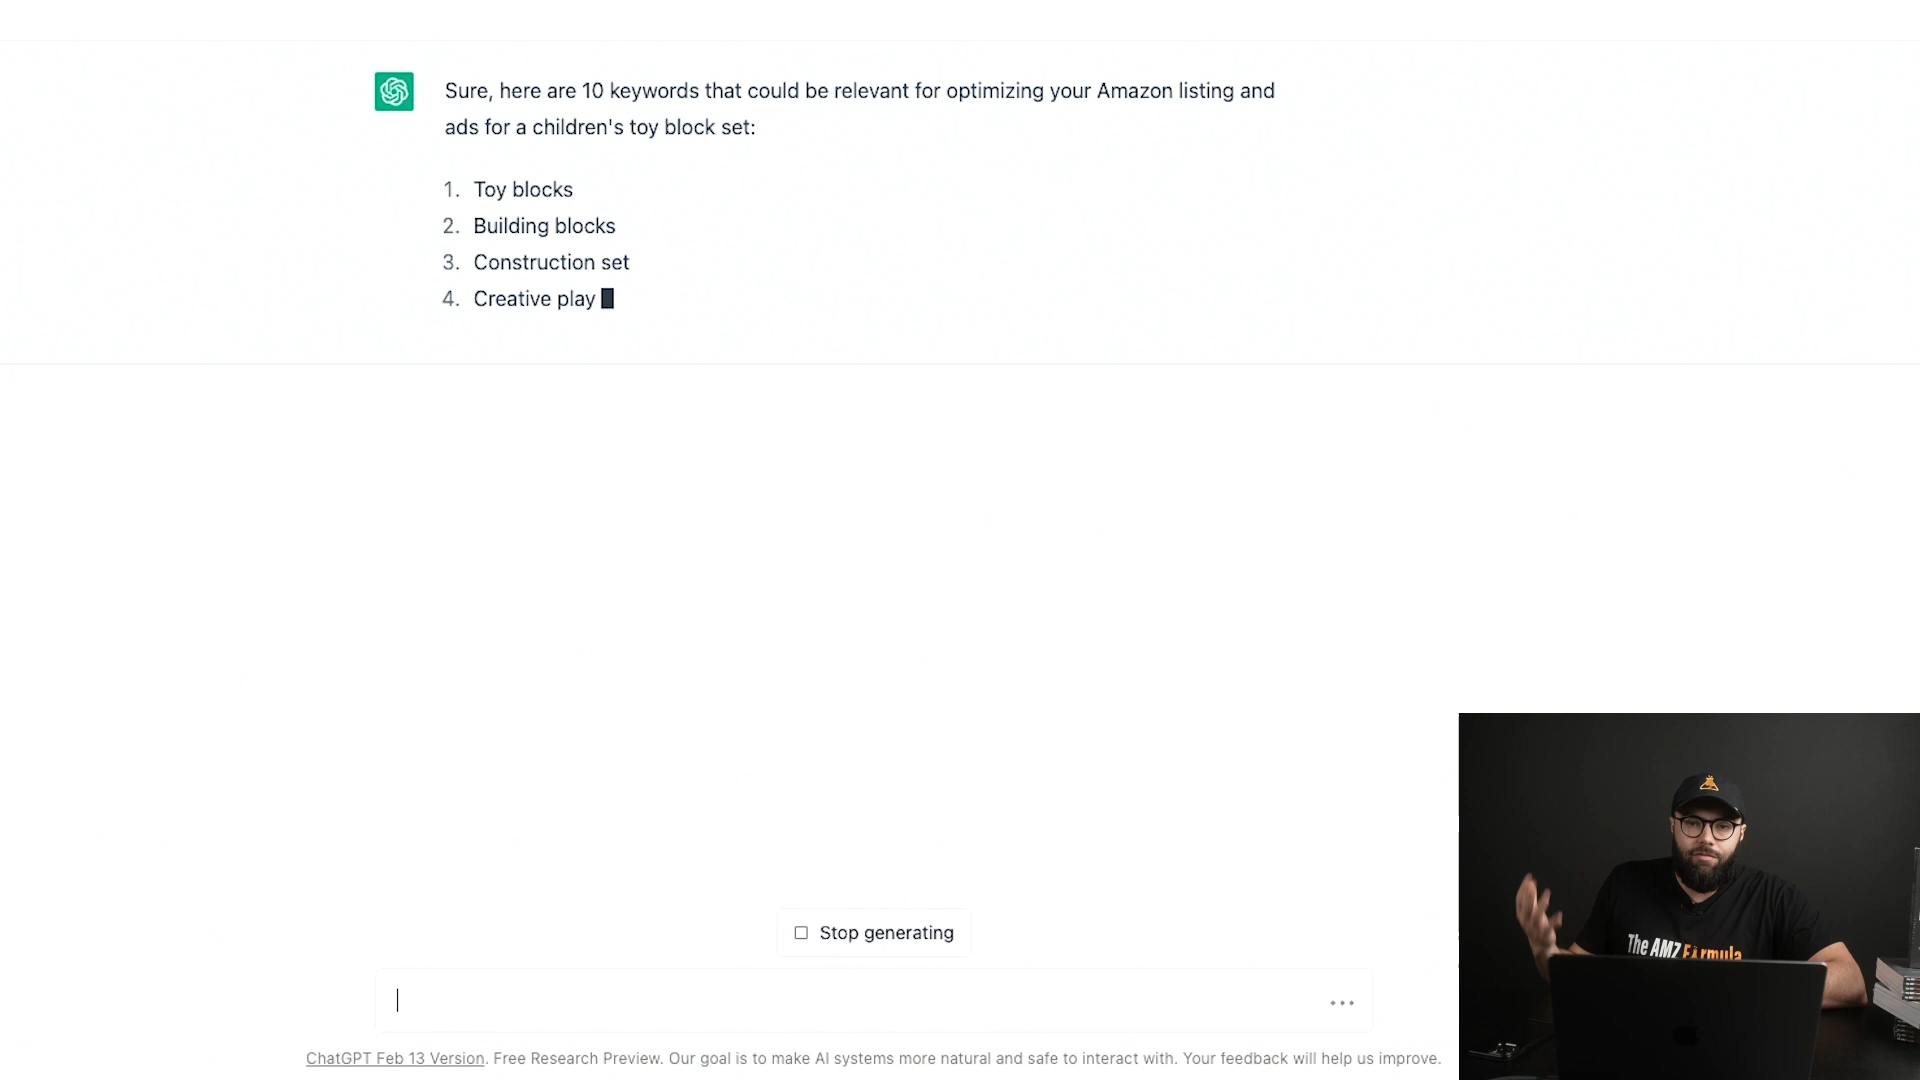 Sure, here are 10 keywords that could be relevant for optimizing your Amazon listing and
ads for a children's toy block set:
1. Toy blocks
2. Building blocks
3. Construction set
4. Creative play
Stop generating
ChatGPT Feb 13 Version. Free Research Preview. Our goal is to make AI systems more natural and safe to interact with. Your feedback will help us improve.
The AMZ Formula